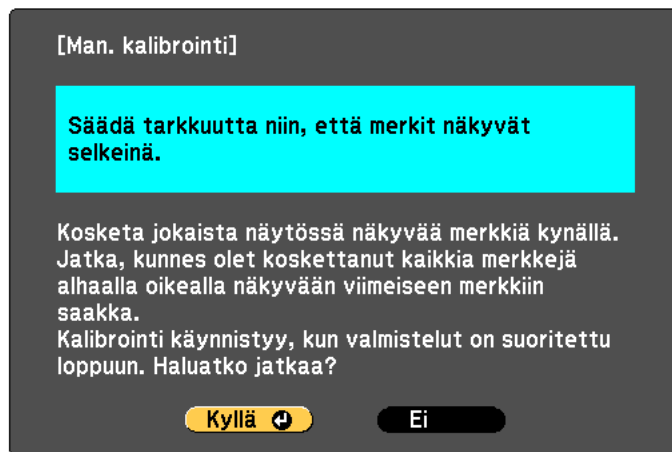 [Man. kalibrointi]
Säädä tarkkuutta niin, että merkit näkyvät
selkeinä.
Kosketa jokaista näytössä näkyvää merkkiä kynällä.
Jatka, kunnes olet koskettanut kaikkia merkkejä
alhaalla oikealla näkyvään viimeiseen merkkiin
saakka.
Kalibrointi käynnistyy, kun valmistelut on suoritettu
loppuun. Haluatko jatkaa?
Kyllä Ei